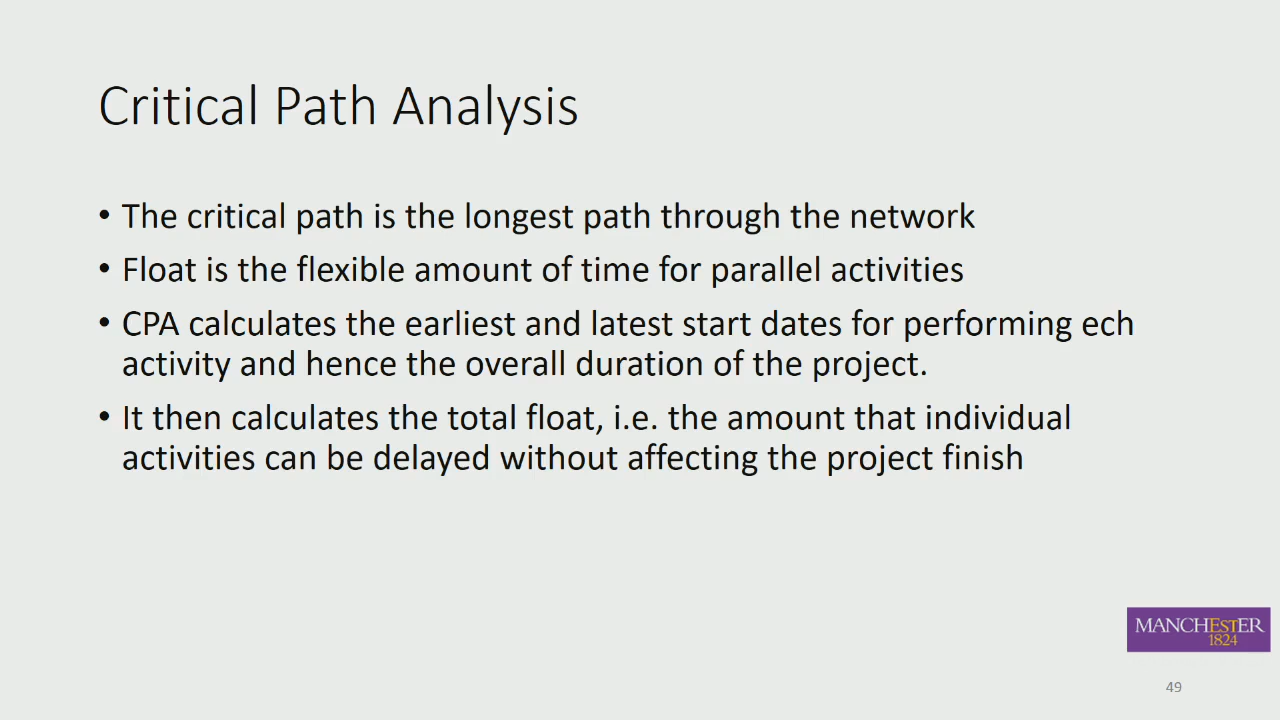 Critical Path Analysis
• The critical path is the longest path through the network
• Float is the flexible amount of time for parallel activities
• CPA calculates the earliest and latest start dates for performing ech
activity and hence the overall duration of the project.
• It then calculates the total float, i.e. the amount that individual
activities can be delayed without affecting the project finish
MANCHESTER
1824
49